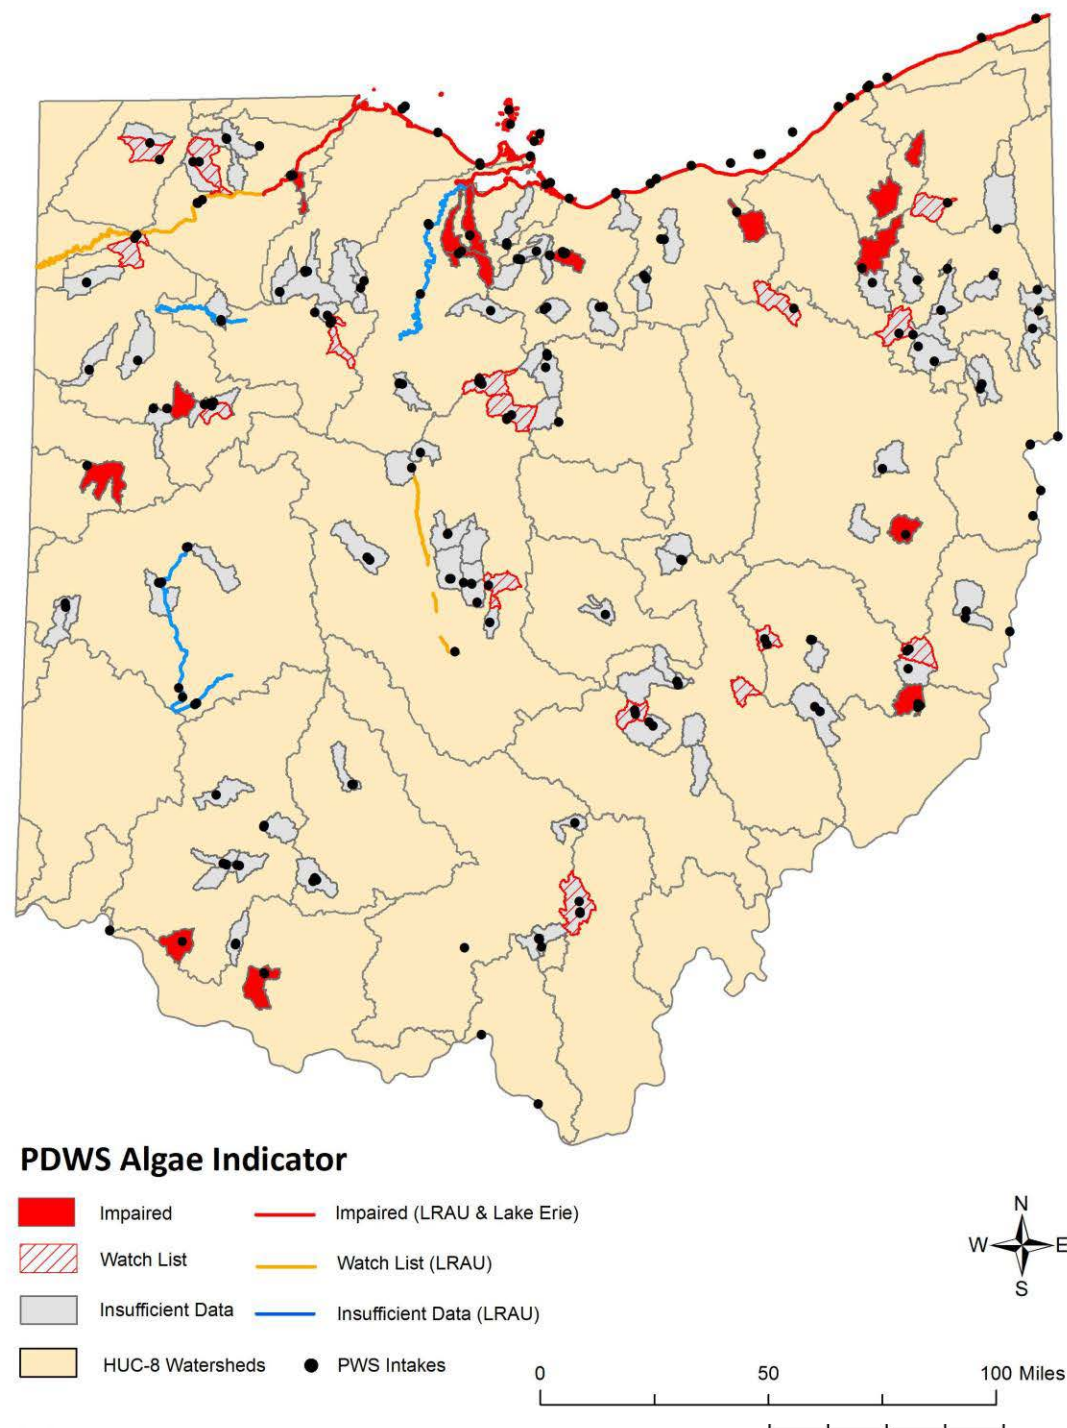 PDWS Algae Indicator
Impaired
Impaired (LRAU & Lake Erie)
Watch List
Watch List (LRAU)
Insufficient Data
Insufficient Data (LRAU)
HUC-8 Watersheds
PWS Intakes
N
W E
S
0 50 100 Miles